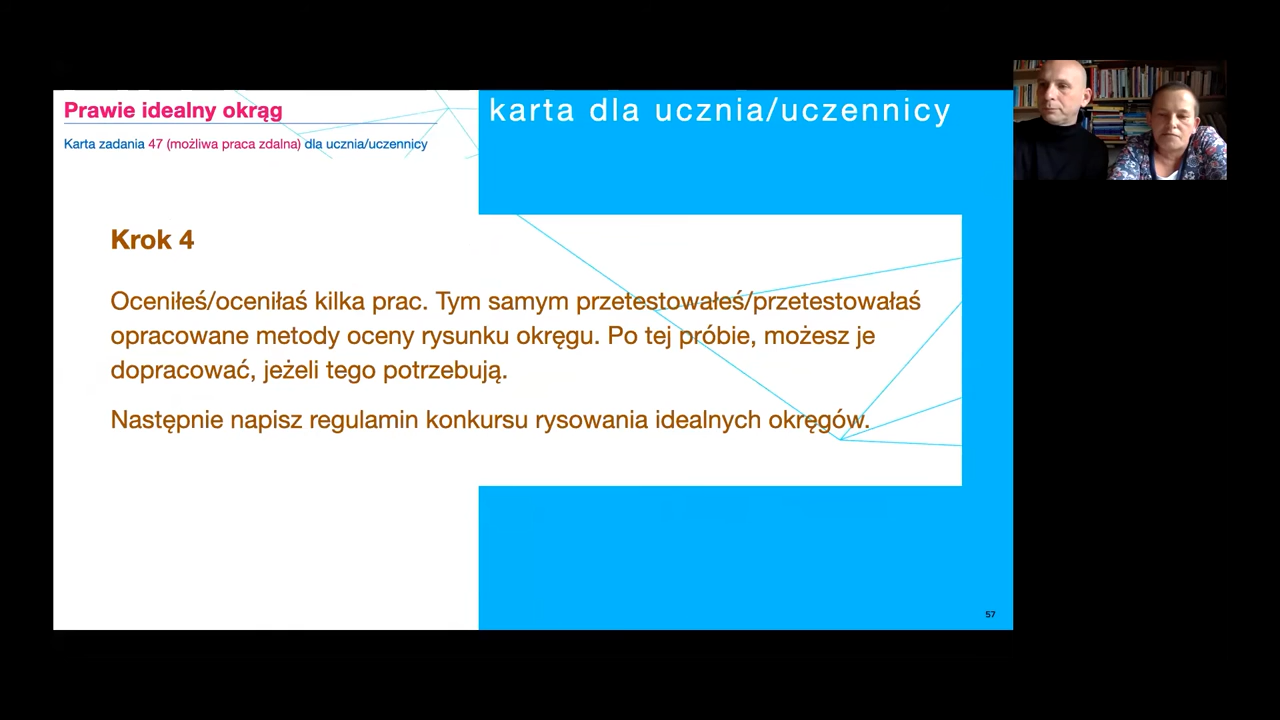 Prawie idealny okrąg
karta dla ucznia/uczennicy
Karta zadania 47 (możliwa praca zdalna) dla ucznia/uczennicy
Krok 4
Oceniłeś/oceniłaś kilka prac. Tym samym przetestowałeś/przetestowałaś
opracowane metody oceny rysunku okręgu. Po tej próbie, możesz je
dopracować, jeżeli tego potrzebują.
Następnie napisz regulamin konkursu rysowania idealnych okręgów.
57